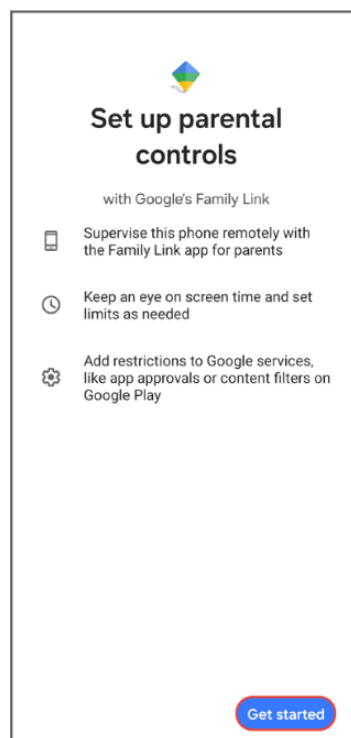 Set up parental
controls
with Google's Family Link
Supervise this phone remotely with
the Family Link app for parents
Keep an eye on screen time and set
limits as needed
Add restrictions to Google services,
like app approvals or content filters on
Google Play
Get started